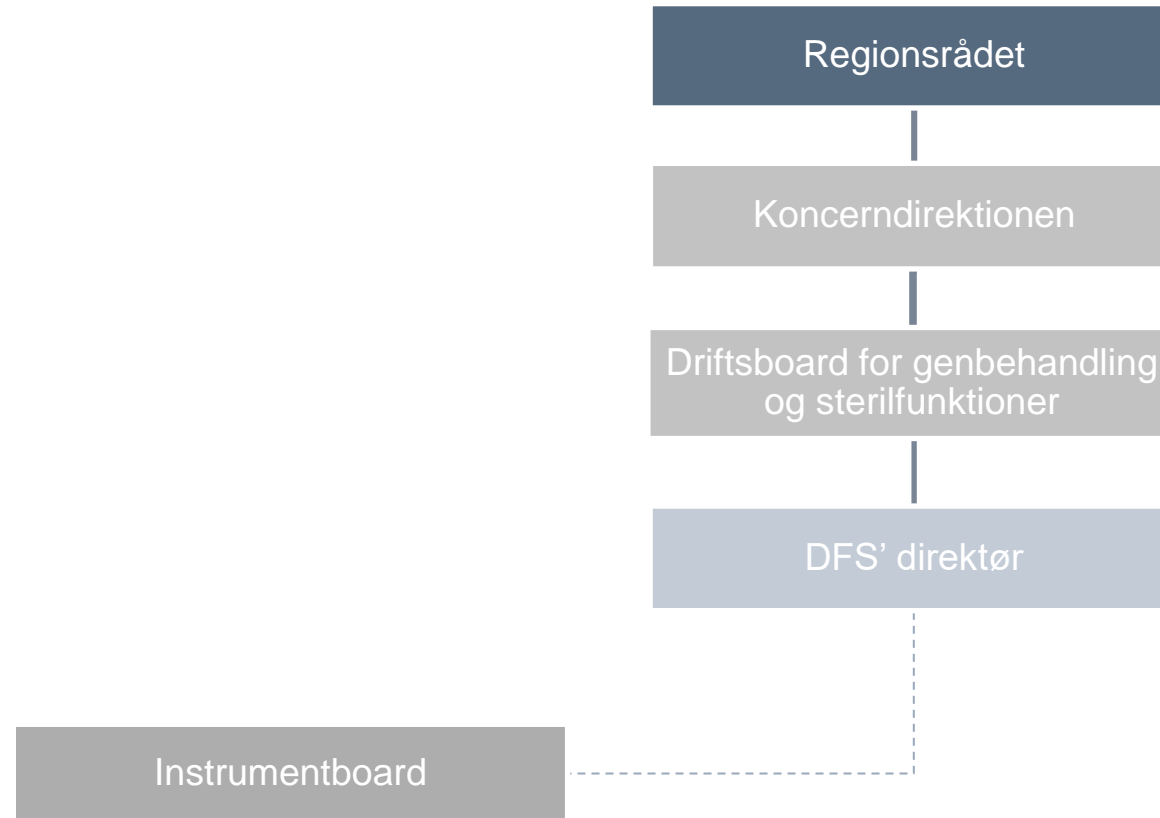 Regionsrådet
Koncerndirektionen
Driftsboard for genbehandling
og sterilfunktioner
DFS’ direktør
Instrumentboard